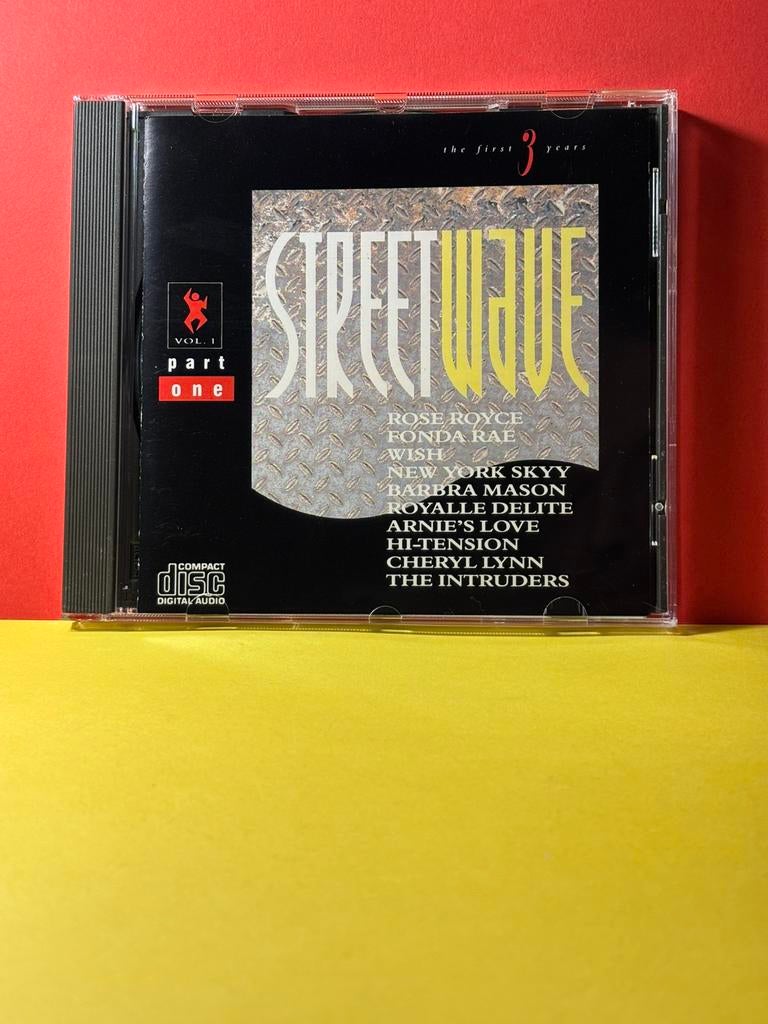 the first 3 years
STREETWAVE
VOL. 1
part
one
ROSE ROYCE
FONDA RAE
WISH
NEW YORK SKYY
BARBRA MASON
ROYALLE DELITE
ARNIE'S LOVE
HI-TENSION
CHERYL LYNN
THE INTRUDERS
COMPACT
disc
DIGITAL AUDIO